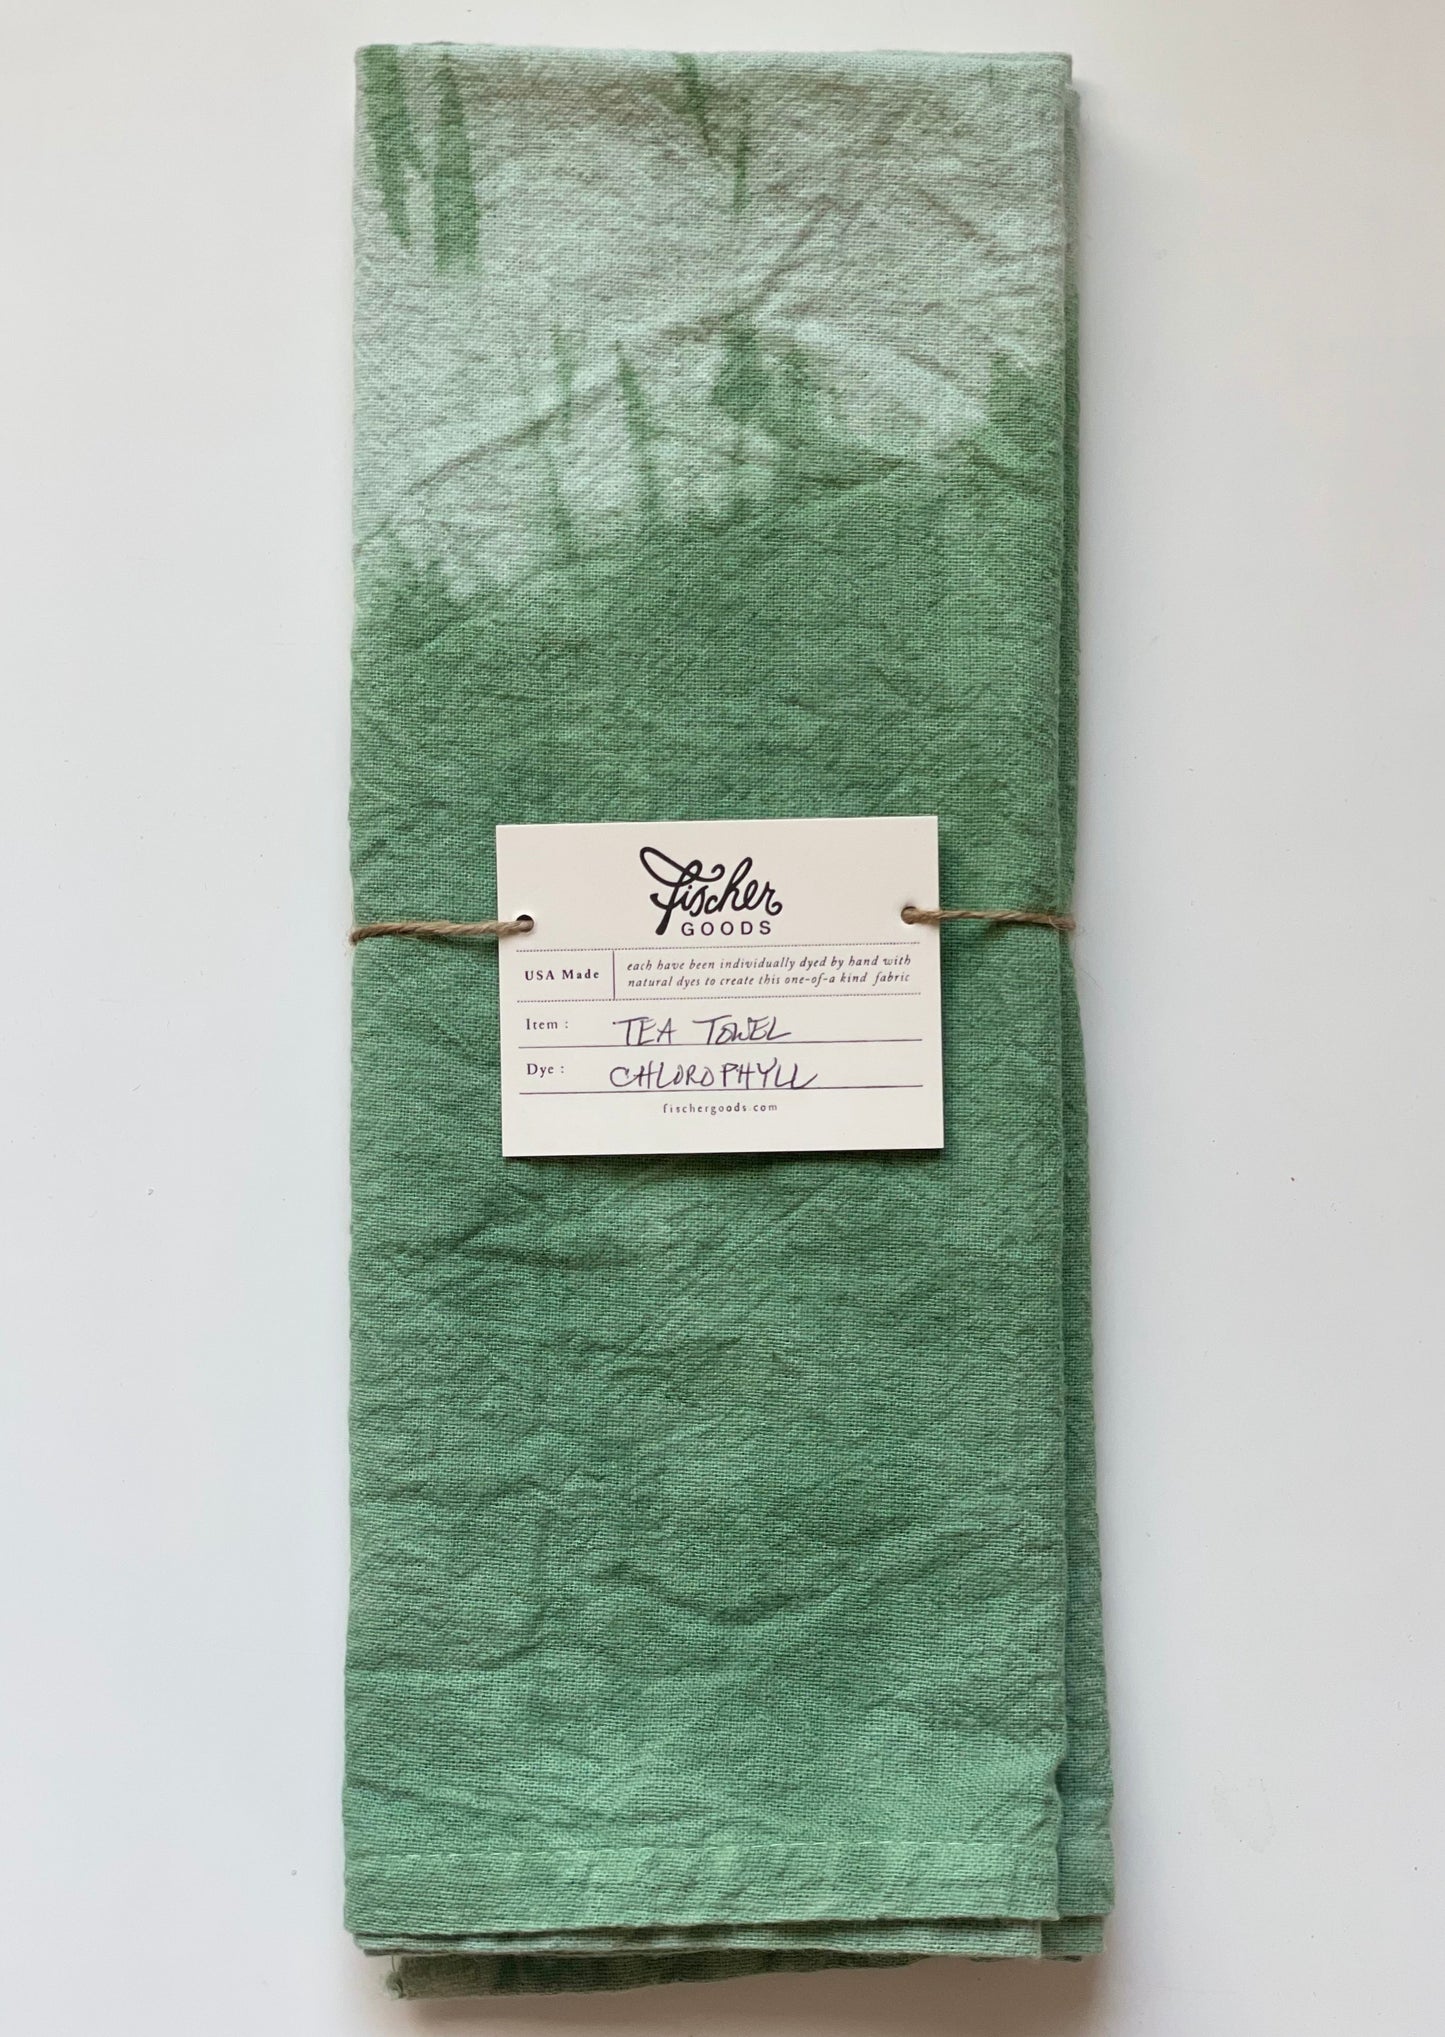 Fischer
GOODS
USA Made
each have been individually dyed by hand with
natural dyes to create this one-of-a kind fabric
Item : TEA TOWEL
Dye : CHLOROPHYLL
fischergoods.com